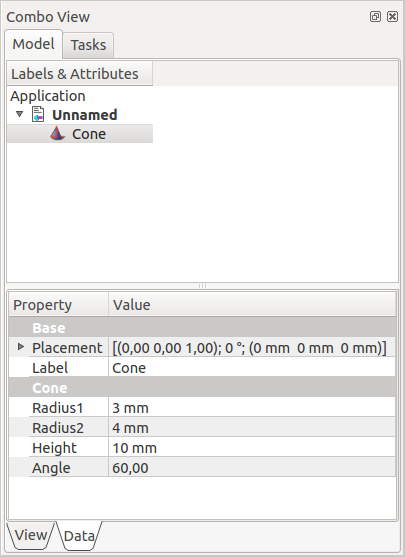 Combo View
Model Tasks
Labels & Attributes
Application
Unnamed
Cone
Property Value
Base
Placement [(0,00 0,00 1,00); 0 °; (0 mm 0 mm 0 mm)]
Label Cone
Cone
Radius1 3 mm
Radius2 4 mm
Height 10 mm
Angle 60,00
View Data